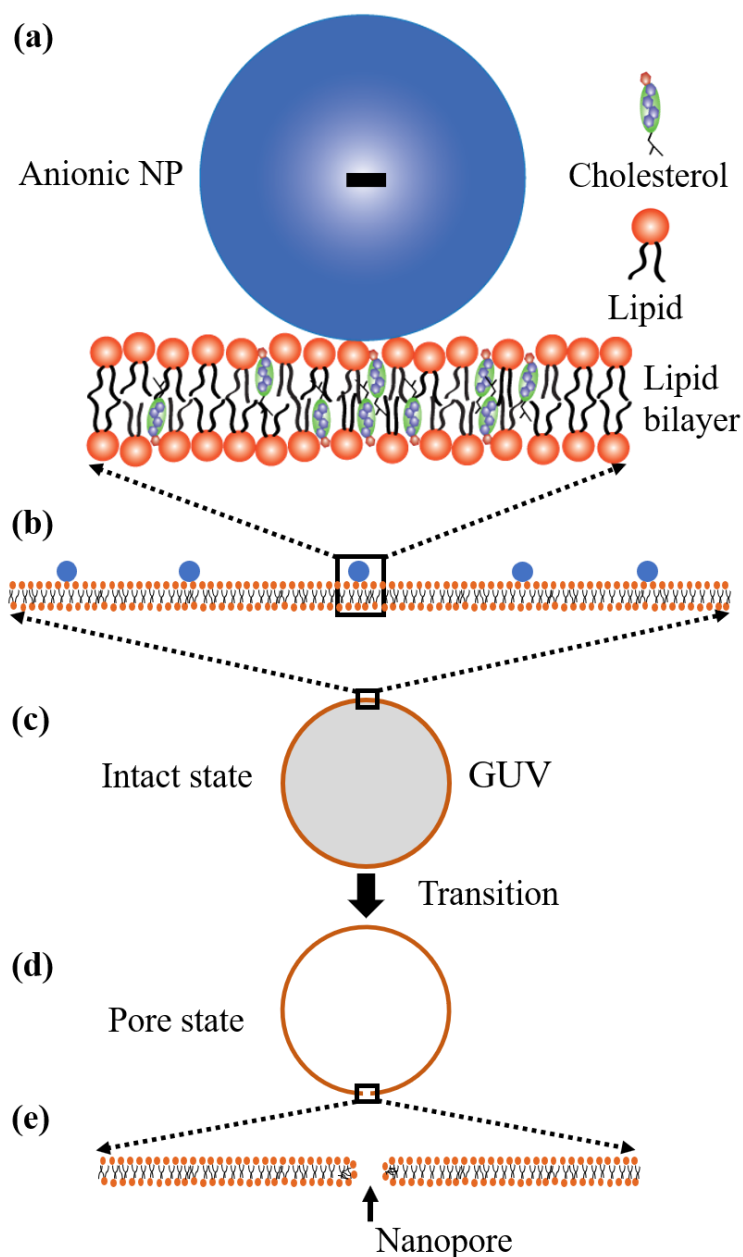 (a)
Anionic NP
Cholesterol
Lipid
Lipid
bilayer
(b)
(c)
Intact state
GUV
Transition
(d)
Pore state
(e)
Nanopore